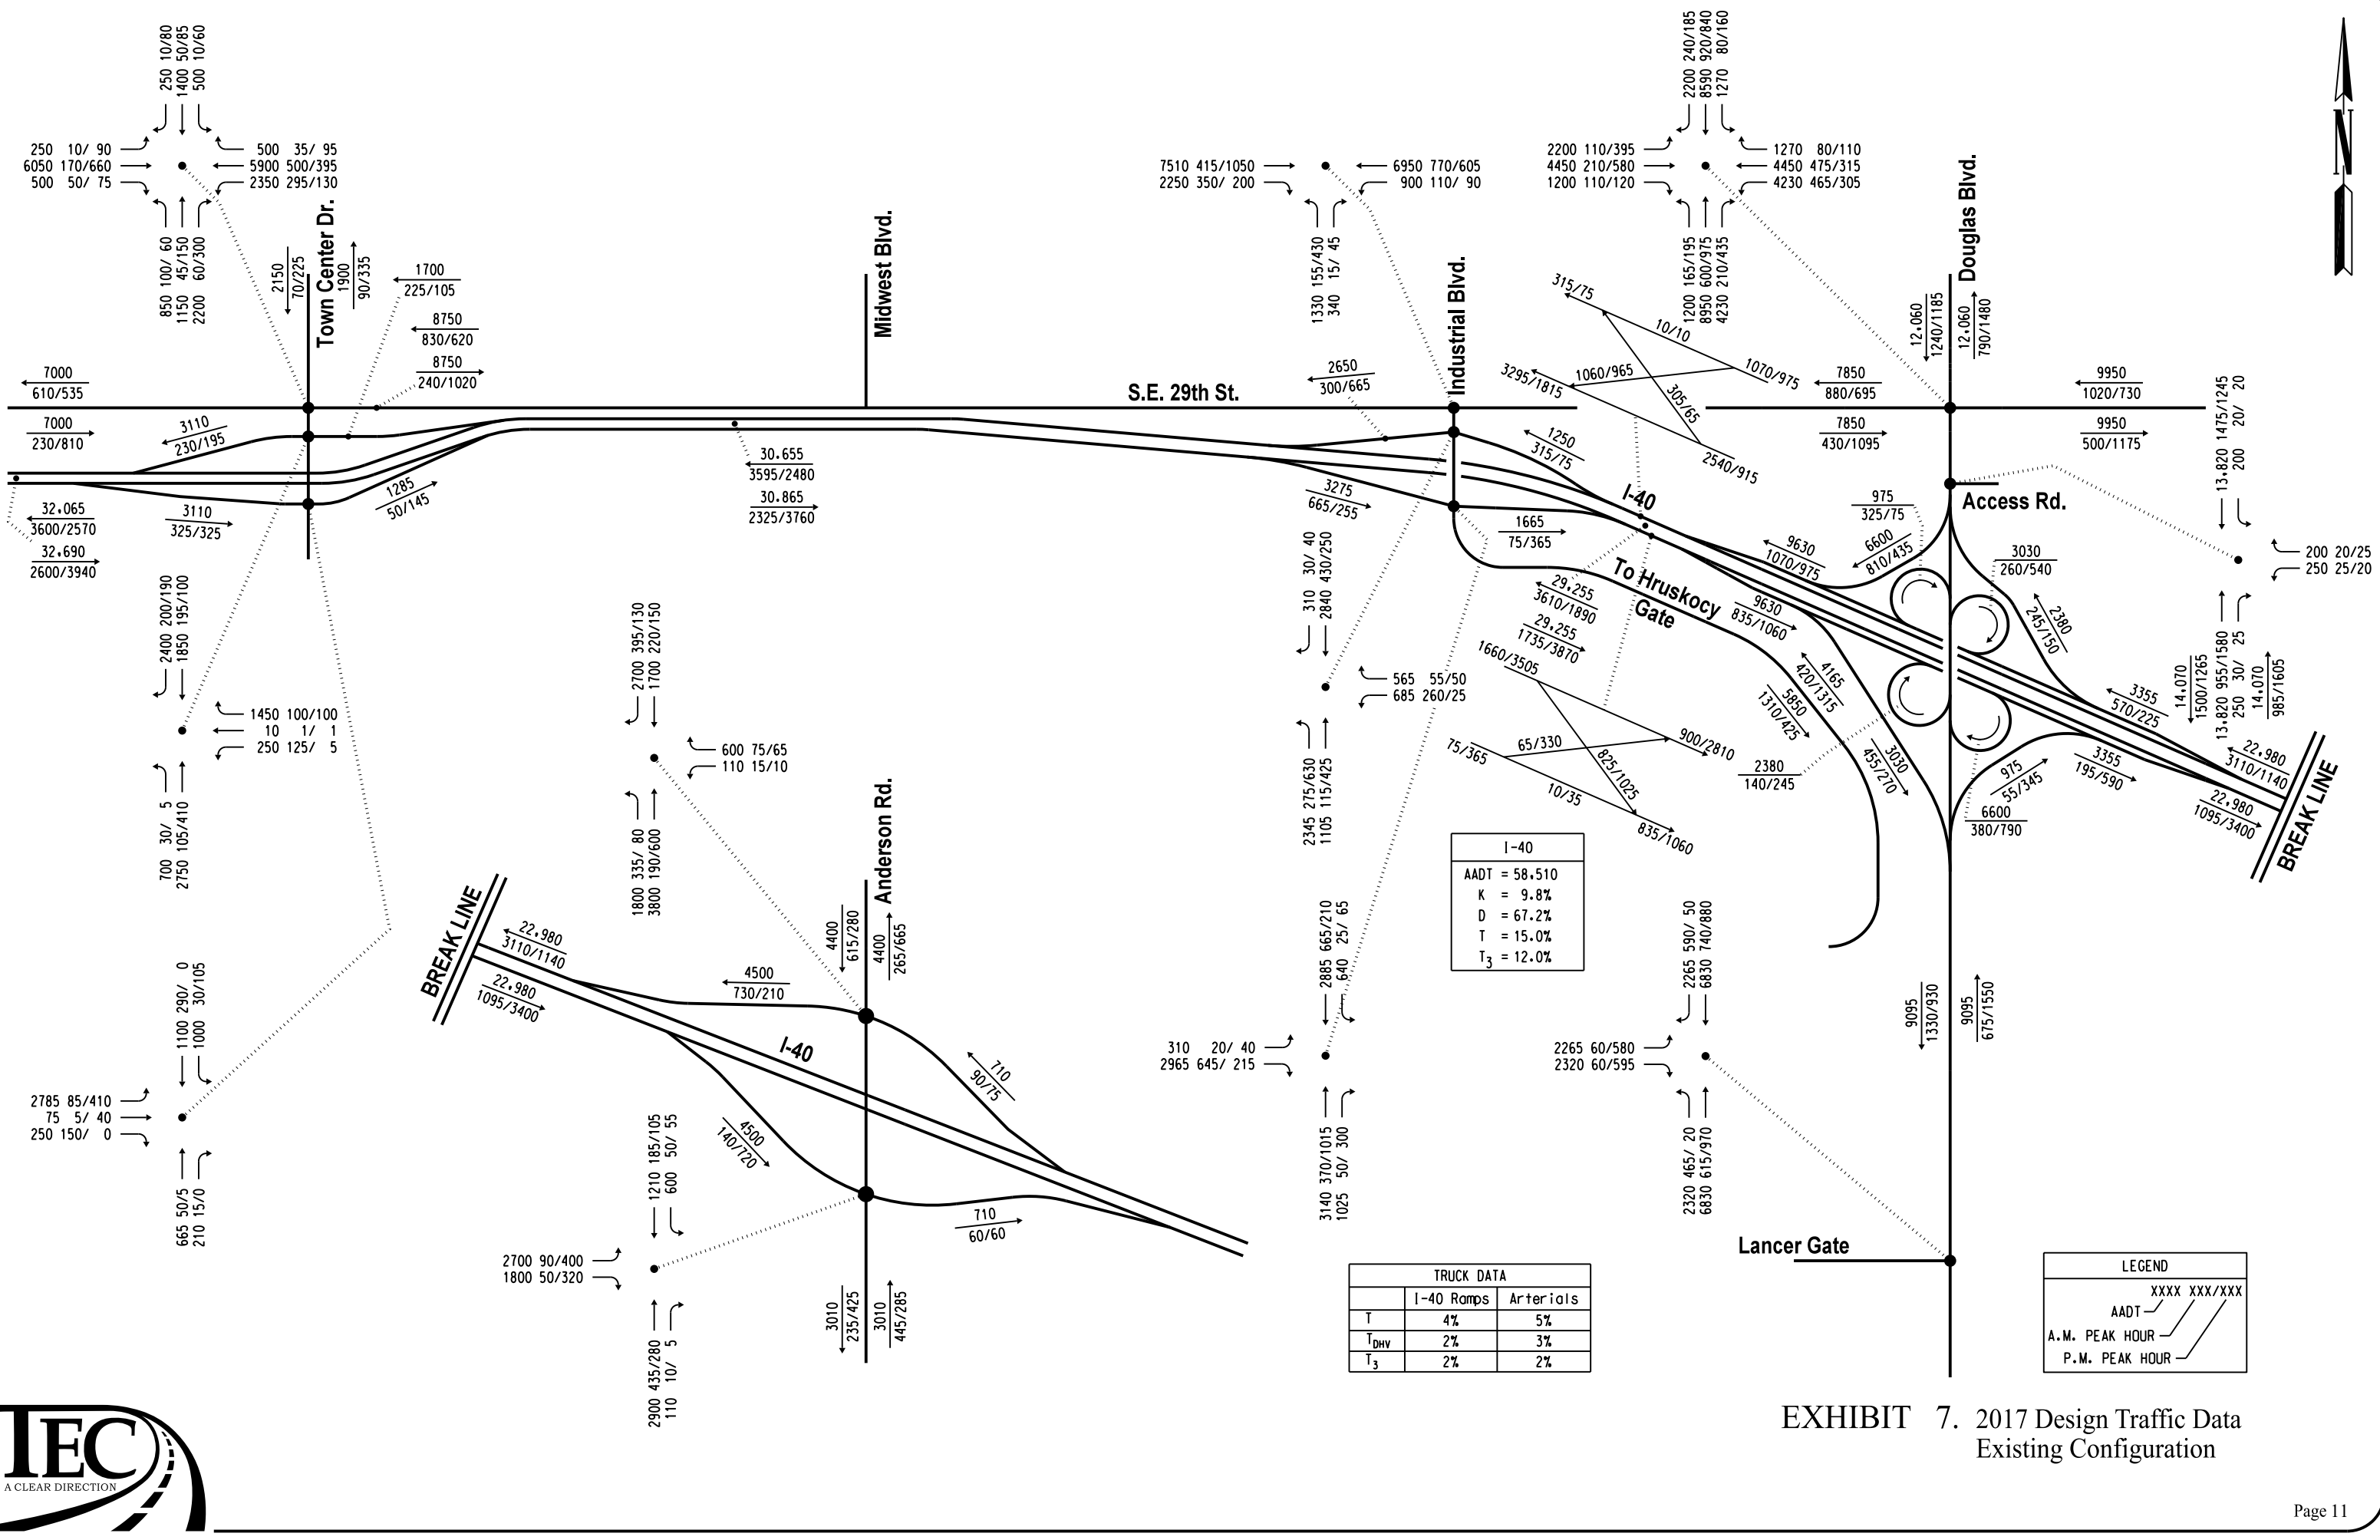 250 10/80
1400 50/85
500 10/60
250 10/ 90
6050 170/660
500 50/ 75
500 35/ 95
5900 500/395
2350 295/130
850 100/ 60
1150 45/150
2200 60/300
2150
70/225
Town Center Dr.
1900
90/335
1700
225/105
8750
830/620
8750
240/1020
7000
610/535
7000
230/810
3110
230/195
32,065
3600/2570
32,690
2600/3940
3110
325/325
1285
50/145
Midwest Blvd.
S.E. 29th St.
30,655
3595/2480
30,865
2325/3760
7510 415/1050
2250 350/ 200
6950 770/605
900 110/ 90
1330 155/430
340 15/ 45
Industrial Blvd.
2650
300/665
3275
665/255
1250
315/75
1665
75/365
315/75
10/10
1070/975
1060/965
3295/1815
305/65
2540/915
2200 240/185
8590 920/840
1270 80/160
2200 110/395
4450 210/580
1200 110/120
1270 80/110
4450 475/315
4230 465/305
1200 165/195
8950 600/975
4230 210/435
Douglas Blvd.
12,060
1240/1185
12,060
790/1480
7850
880/695
7850
430/1095
9950
1020/730
9950
500/1175
N
13,820 1475/1245
200 20/ 20
200 20/25
250 25/20
13,820 955/1580
250 30/ 25
14,070
1500/1265
14,070
985/1605
Access Rd.
I-40
To Hruskocy
Gate
975
325/75
6600
810/435
3030
260/540
2380
245/150
9630
1070/975
9630
835/1060
29,255
3610/1890
29,255
1735/3870
4165
420/1315
5850
1310/425
3030
455/270
2380
140/245
975
55/345
6600
380/790
3355
570/225
3355
195/590
22,980
3110/1140
22,980
1095/3400
BREAK LINE
1660/3505
900/2810
75/365
65/330
825/1025
10/35
835/1060
2400 200/190
1850 195/100
1450 100/100
10 1/ 1
250 125/ 5
700 30/ 5
2750 105/410
1100 290/ 0
1000 30/105
2785 85/410
75 5/ 40
250 150/ 0
665 50/5
210 15/0
2700 395/130
1700 220/150
600 75/65
110 15/10
1800 335/ 80
3800 190/600
Anderson Rd.
4400
615/280
4400
265/665
BREAK LINE
22,980
3110/1140
22,980
1095/3400
4500
730/210
I-40
710
90/75
4500
140/720
710
60/60
1210 185/105
600 50/ 55
2700 90/400
1800 50/320
2900 435/280
110 10/ 5
3010
235/425
3010
445/285
310 30/ 40
2840 430/250
565 55/50
685 260/25
2345 275/630
1105 115/425
2885 665/210
640 25/ 65
310 20/ 40
2965 645/ 215
3140 370/1015
1025 50/ 300
I-40
AADT = 58,510
K = 9.8%
D = 67.2%
T = 15.0%
T3 = 12.0%
2265 590/ 50
6830 740/880
2265 60/580
2320 60/595
2320 465/ 20
6830 615/970
9095
1330/930
9095
675/1550
Lancer Gate
TRUCK DATA
I-40 Ramps Arterials
T 4% 5%
TDHV 2% 3%
T3 2% 2%
LEGEND
XXXX XXX/XXX
AADT
A.M. PEAK HOUR
P.M. PEAK HOUR
EXHIBIT 7. 2017 Design Traffic Data
Existing Configuration
TEC
A CLEAR DIRECTION
Page 11